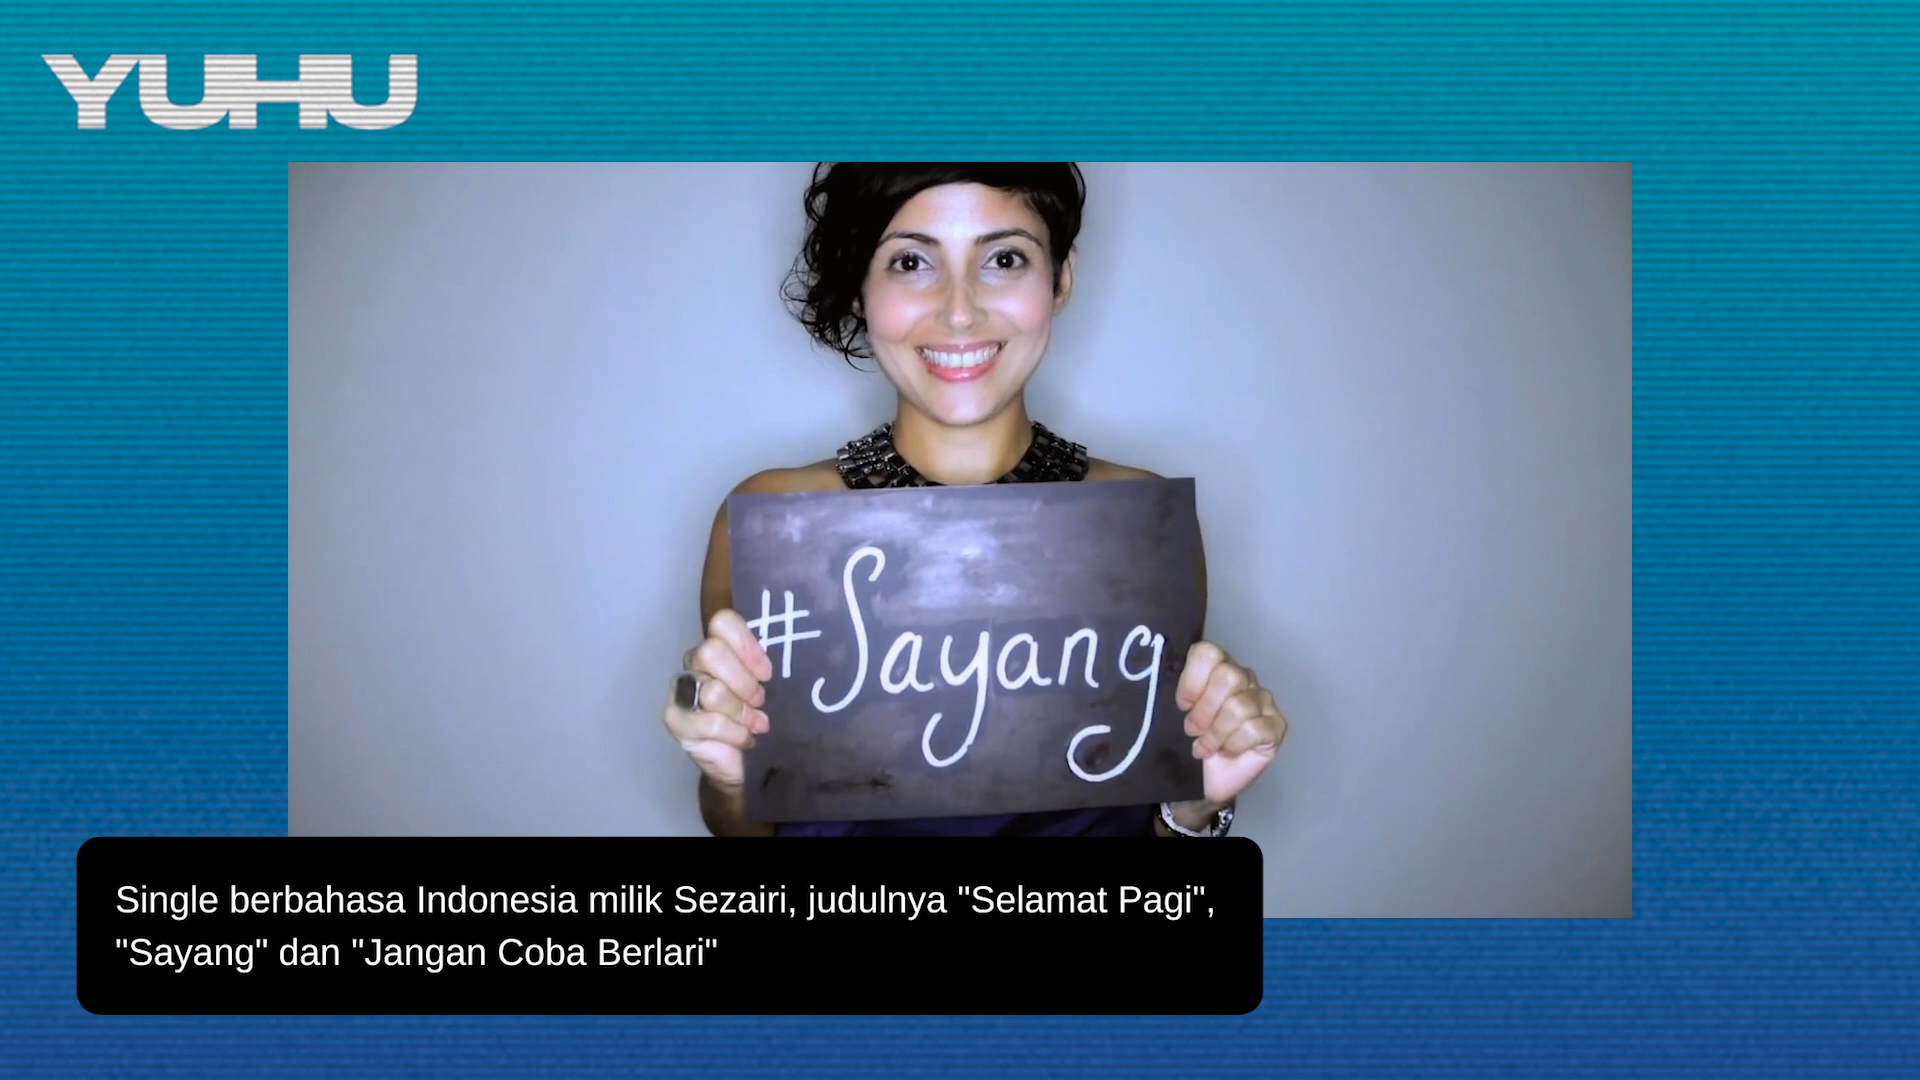 YUHU
#Sayang
Single berbahasa Indonesia milik Sezairi, judulnya "Selamat Pagi",
"Sayang" dan "Jangan Coba Berlari"